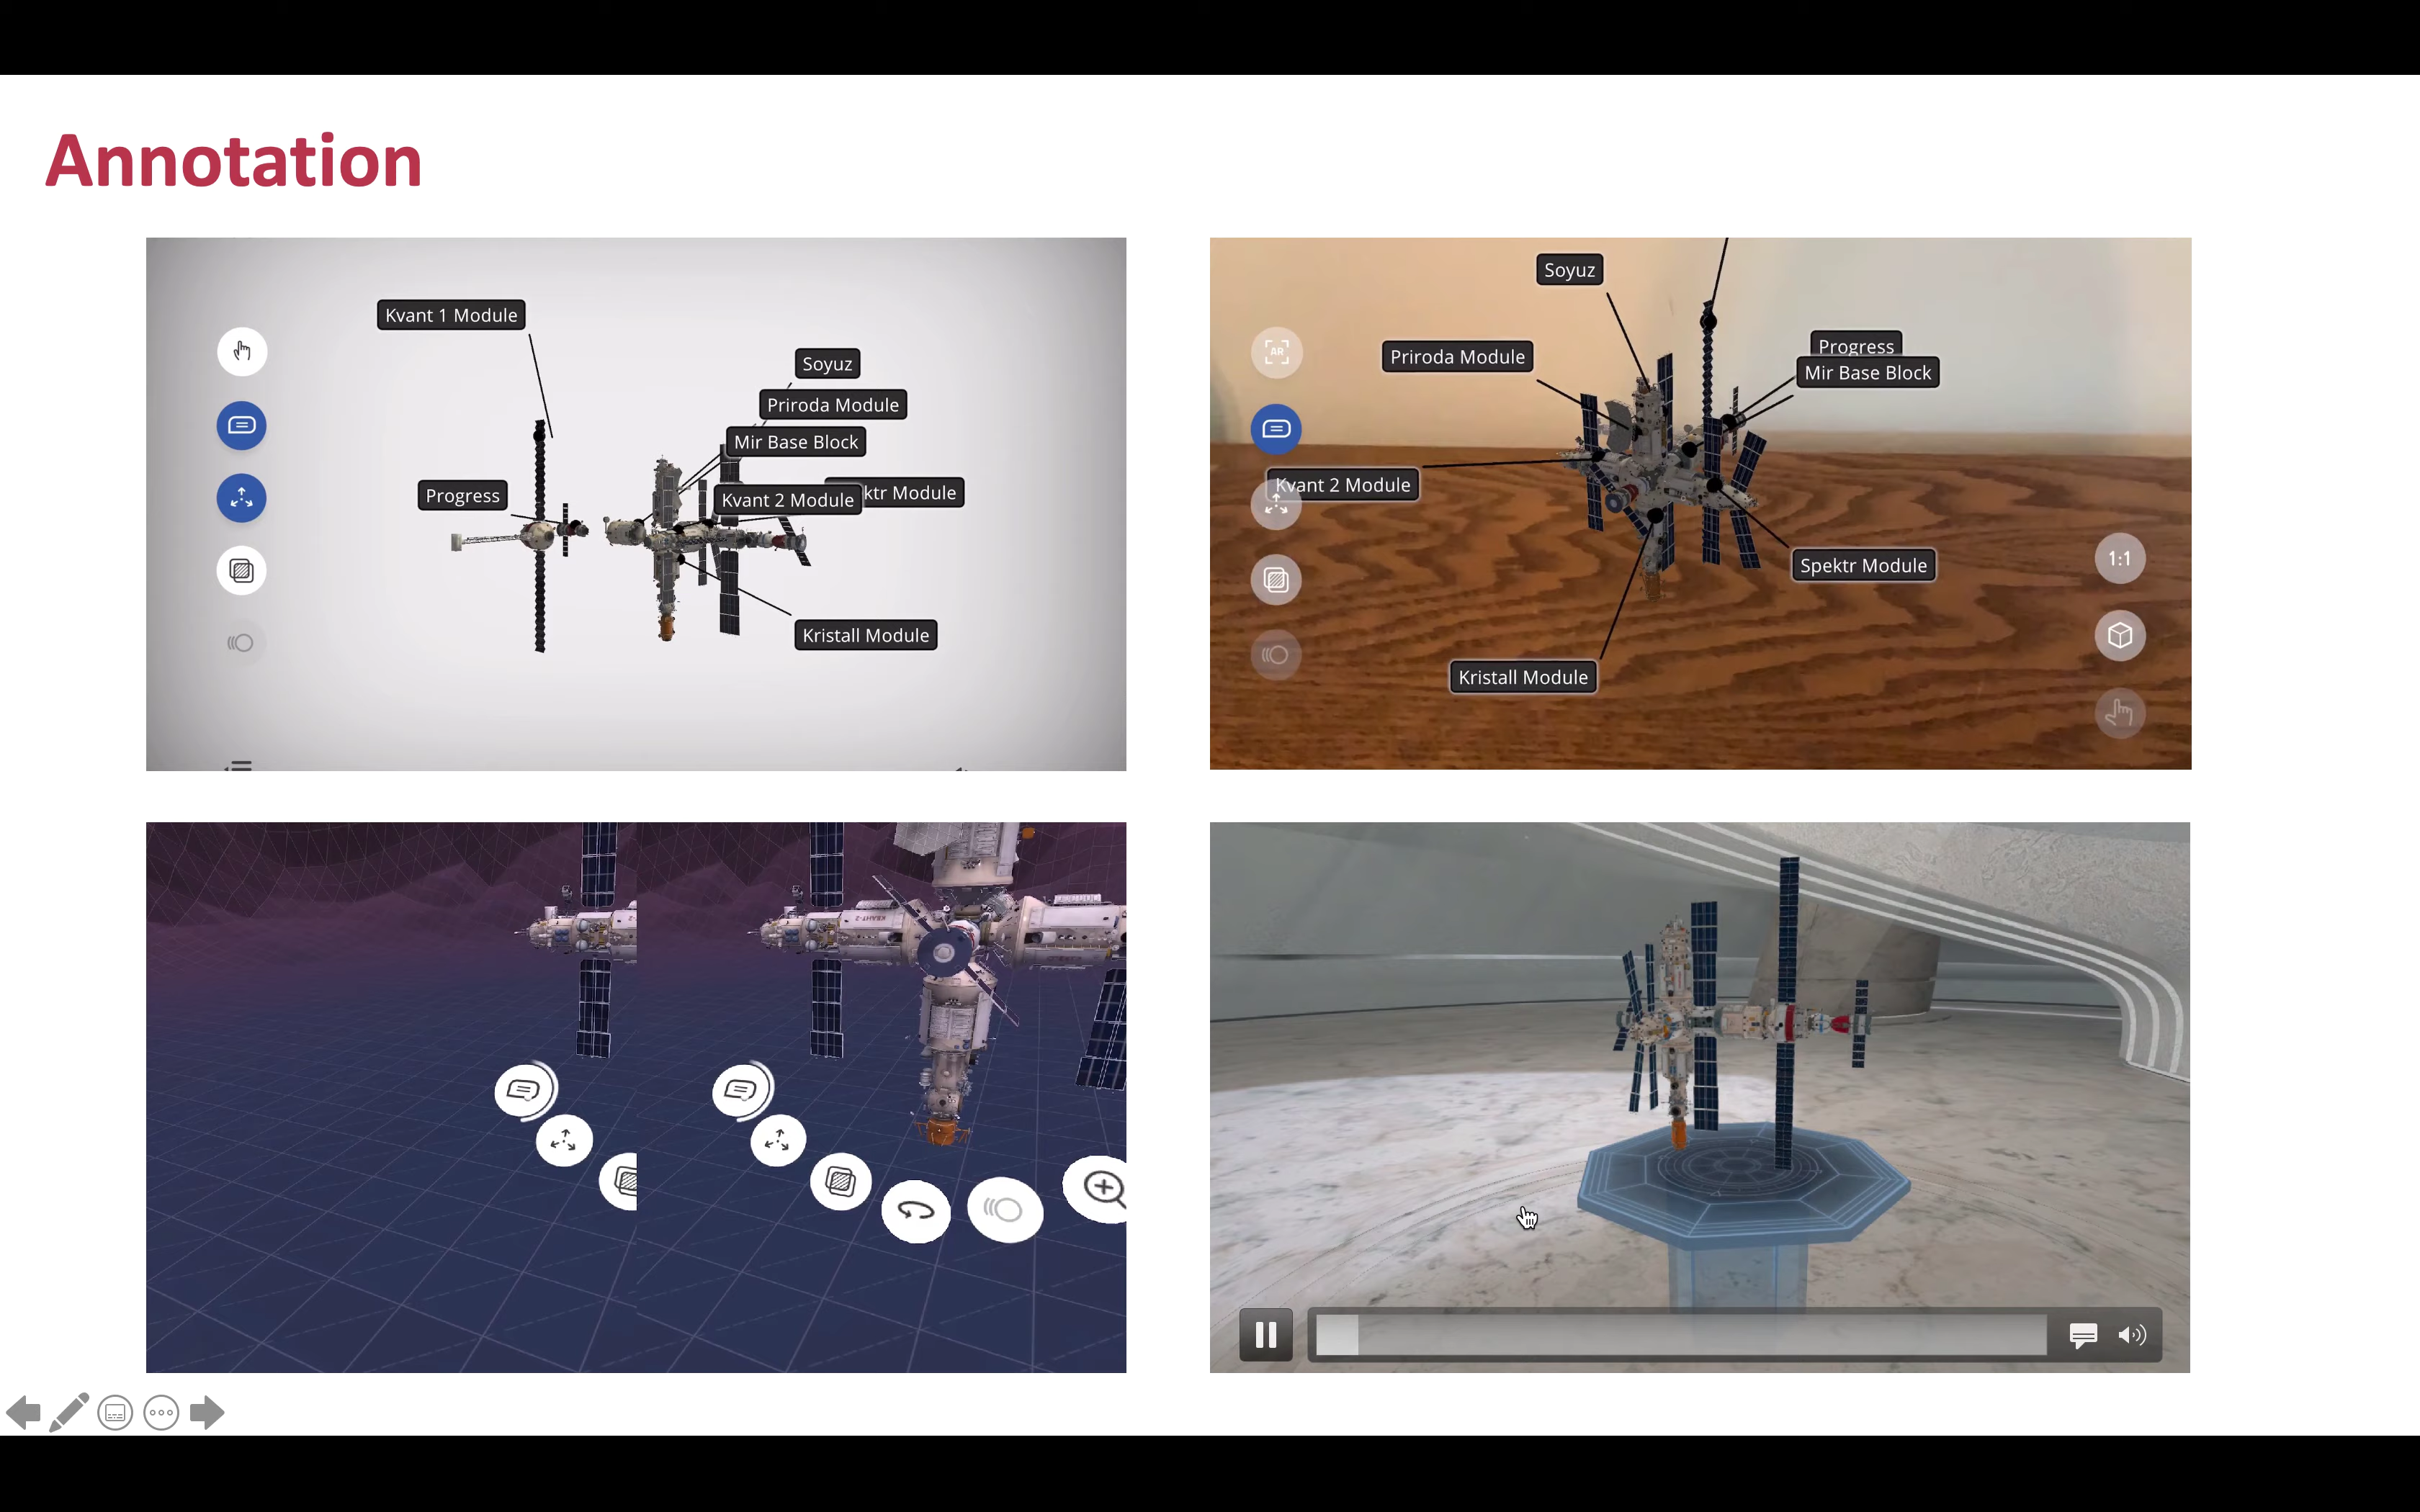 Annotation
Kvant 1 Module
Soyuz
Priroda Module
Mir Base Block
Progress
Kvant 2 Module
ktr Module
Kristall Module
Soyuz
AR
Priroda Module
Progress
Mir Base Block
Kvant 2 Module
Spektr Module
1:1
Kristall Module